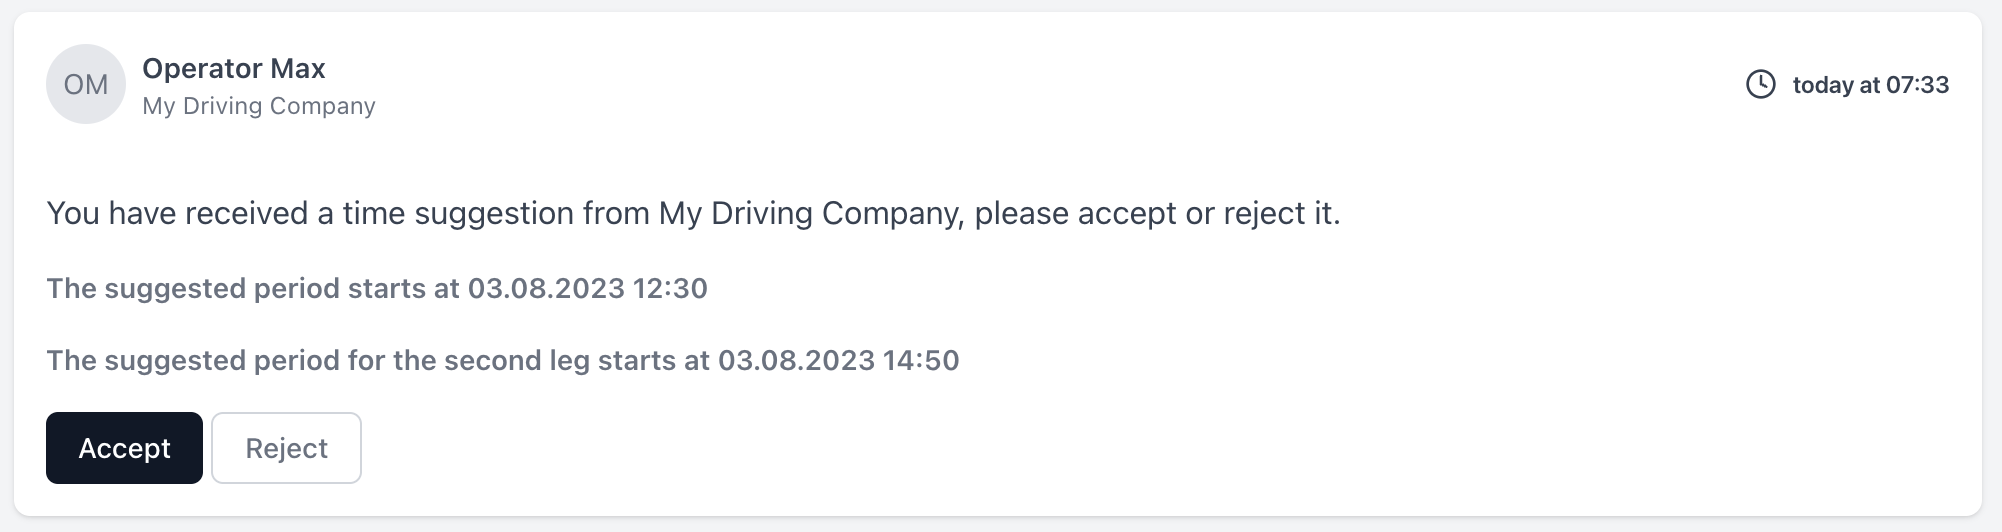 OM
Operator Max
My Driving Company
today at 07:33
You have received a time suggestion from My Driving Company, please accept or reject it.
The suggested period starts at 03.08.2023 12:30
The suggested period for the second leg starts at 03.08.2023 14:50
Accept
Reject